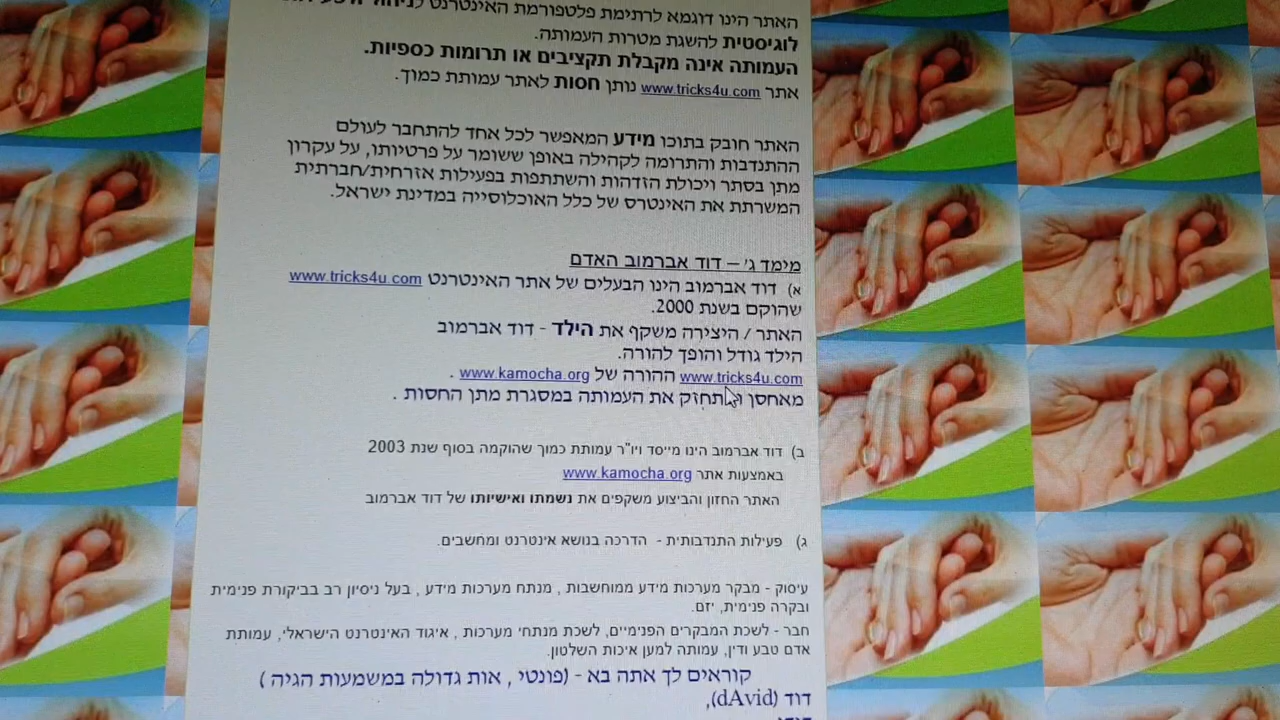 האתר הינו דוגמא לרתימת פלטפורמת האינטרנט
לוגיסטית להשגת מטרות העמותה.
העמותה אינה מקבלת תקציבים או תרומות כספיות.
אתר www.tricks4u.com נותן חסות לאתר עמותת כמוך.
האתר חובק בתוכו מידע המאפשר לכל אחד להתחבר לעולם
ההתנדבות והתרומה לקהילה באופן ששומר על פרטיותו, על עקרון
מתן בסתר ויכולת הזדהות והשתתפות בפעילות אזרחית/חברתית
המשרתת את האינטרס של כלל האוכלוסייה במדינת ישראל.
מימד ג' – דוד אברמוב האדם
א) דוד אברמוב הינו הבעלים של אתר האינטרנט www.tricks4u.com
שהוקם בשנת 2000.
האתר / היצירה משקף את הילד - דוד אברמוב
הילד גודל והופך להורה.
www.tricks4u.com ההורה של www.kamocha.org .
מאחסן ומתחזק את העמותה במסגרת מתן החסות .
ב) דוד אברמוב הינו מייסד ויו"ר עמותת כמוך שהוקמה בסוף שנת 2003
באמצעות אתר www.kamocha.org
האתר החזון והביצוע משקפים את נשמתו ואישיותו של דוד אברמוב
ג) פעילות התנדבותית - הדרכה בנושא אינטרנט ומחשבים.
עיסוק - מבקר מערכות מידע ממוחשבות , מנתח מערכות מידע , בעל ניסיון רב בביקורת פנימית
ובקרה פנימית, יזם.
חבר - לשכת המבקרים הפנימיים, לשכת מנתחי מערכות , איגוד האינטרנט הישראלי, עמותת
אדם טבע ודין, עמותה למען איכות השלטון.
קוראים לך אתה בא - (פונטי , אות גדולה במשמעות הגיה )
דוד (dAvid),